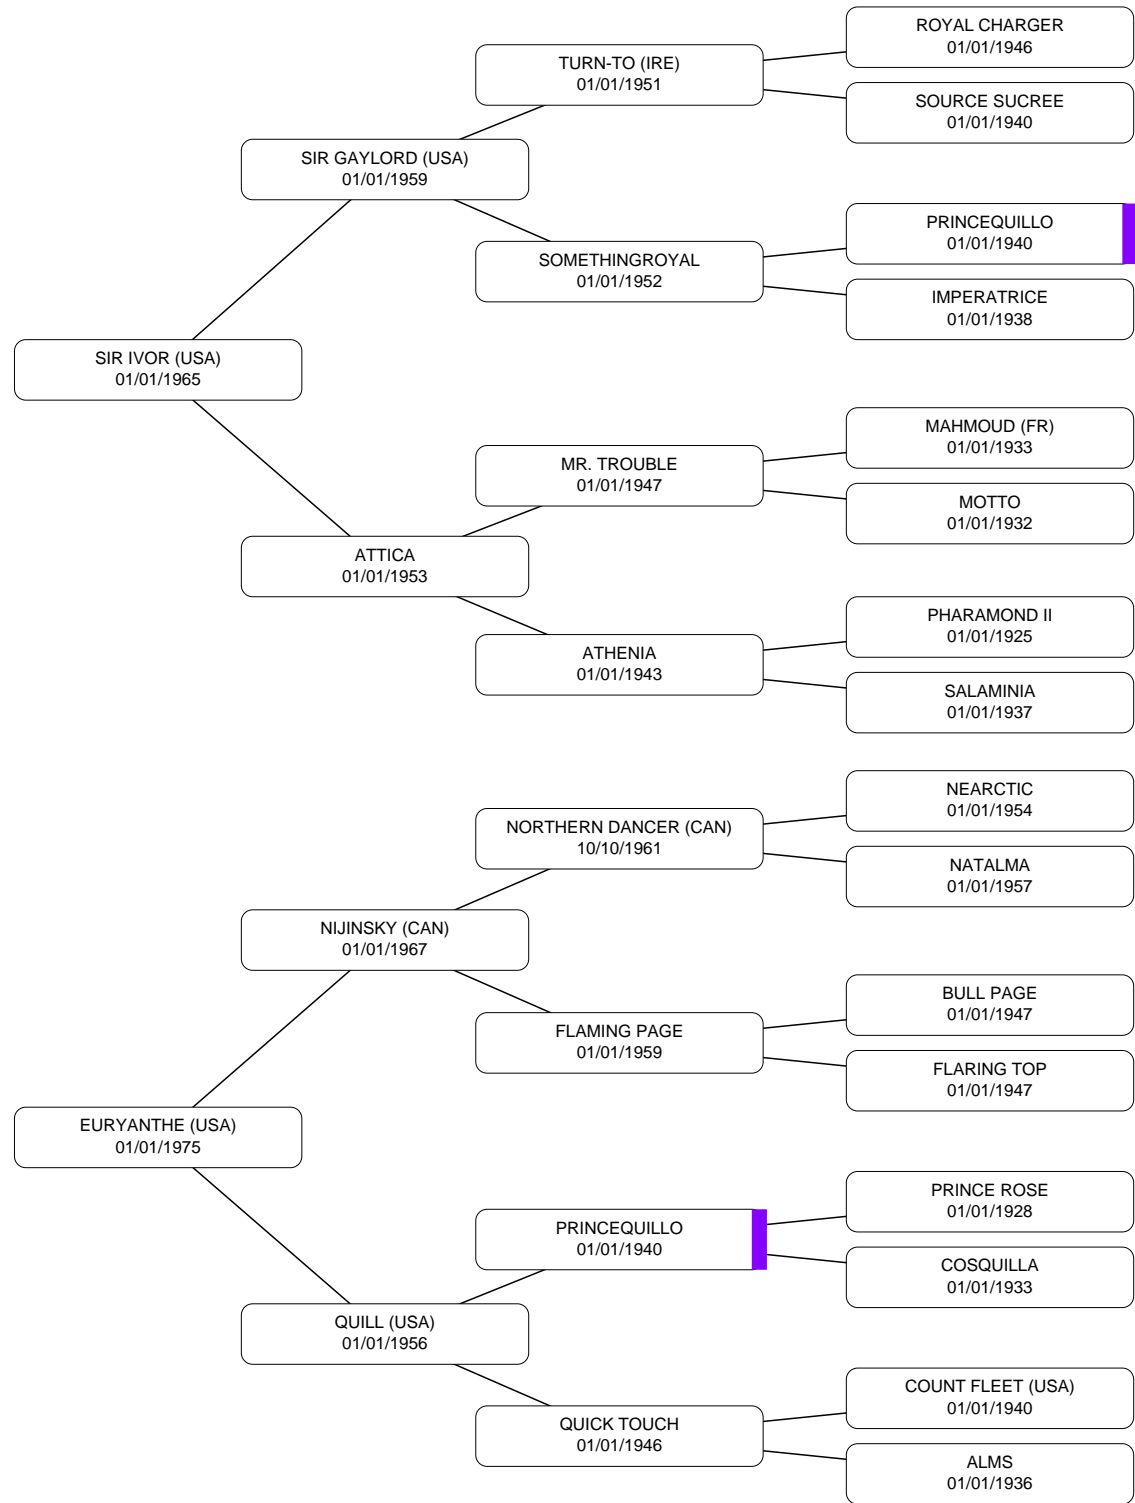 ROYAL CHARGER
01/01/1946
TURN-TO (IRE)
01/01/1951
SOURCE SUCREE
01/01/1940
SIR GAYLORD (USA)
01/01/1959
PRINCEQUILLO
01/01/1940
SOMETHINGROYAL
01/01/1952
IMPERATRICE
01/01/1938
SIR IVOR (USA)
01/01/1965
MAHMOUD (FR)
01/01/1933
MR. TROUBLE
01/01/1947
MOTTO
01/01/1932
ATTICA
01/01/1953
PHARAMOND II
01/01/1925
ATHENIA
01/01/1943
SALAMINIA
01/01/1937
NEARCTIC
01/01/1954
NORTHERN DANCER (CAN)
10/10/1961
NATALMA
01/01/1957
NIJINSKY (CAN)
01/01/1967
BULL PAGE
01/01/1947
FLAMING PAGE
01/01/1959
FLARING TOP
01/01/1947
EURYANTHE (USA)
01/01/1975
PRINCE ROSE
01/01/1928
PRINCEQUILLO
01/01/1940
COSQUILLA
01/01/1933
QUILL (USA)
01/01/1956
COUNT FLEET (USA)
01/01/1940
QUICK TOUCH
01/01/1946
ALMS
01/01/1936